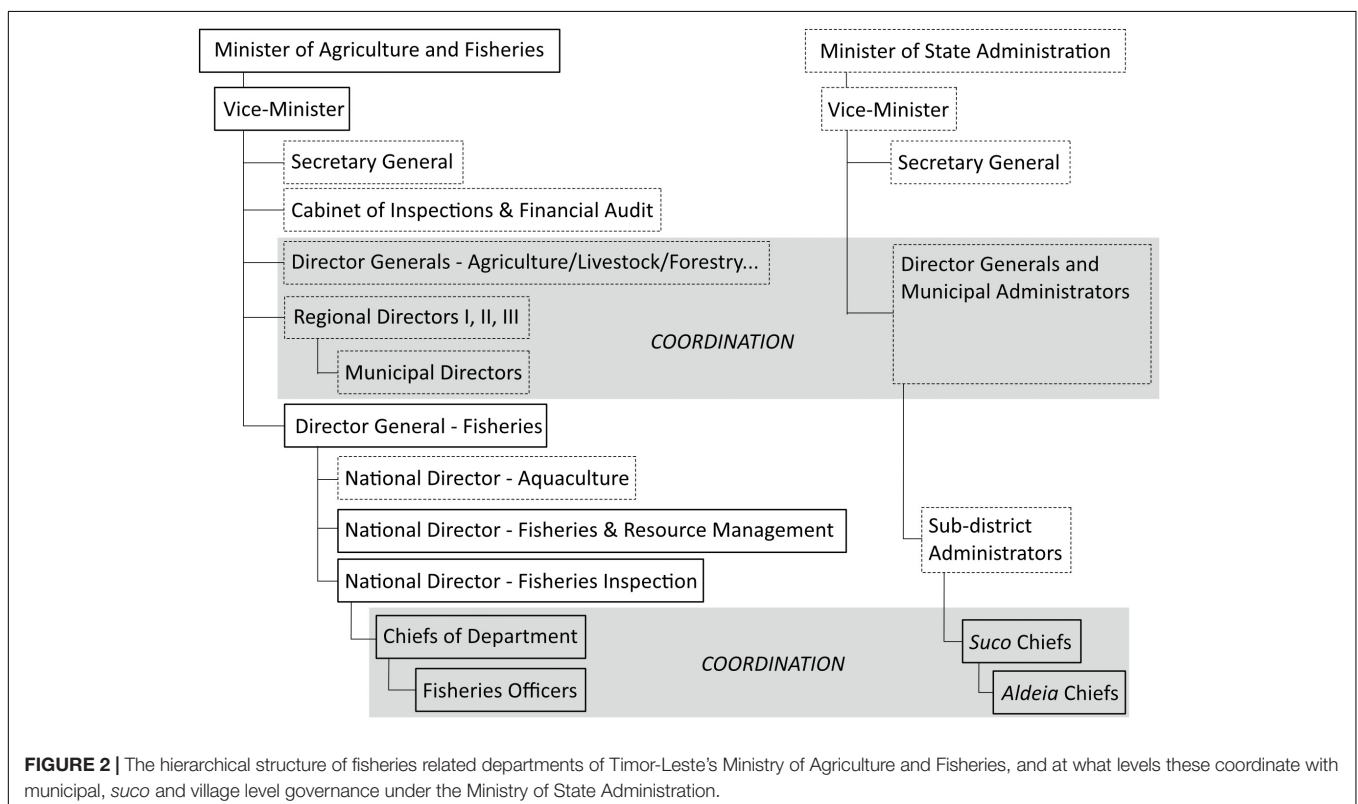 Minister of Agriculture and Fisheries
Vice-Minister
Secretary General
Cabinet of Inspections & Financial Audit
Director Generals - Agriculture/Livestock/Forestry...
Regional Directors I, II, III
Municipal Directors
COORDINATION
Director General - Fisheries
National Director - Aquaculture
National Director - Fisheries & Resource Management
National Director - Fisheries Inspection
Chiefs of Department
Fisheries Officers
COORDINATION
Minister of State Administration
Vice-Minister
Secretary General
Director Generals and
Municipal Administrators
Sub-district
Administrators
Suco Chiefs
Aldeia Chiefs
FIGURE 2 | The hierarchical structure of fisheries related departments of Timor-Leste's Ministry of Agriculture and Fisheries, and at what levels these coordinate with
municipal, suco and village level governance under the Ministry of State Administration.